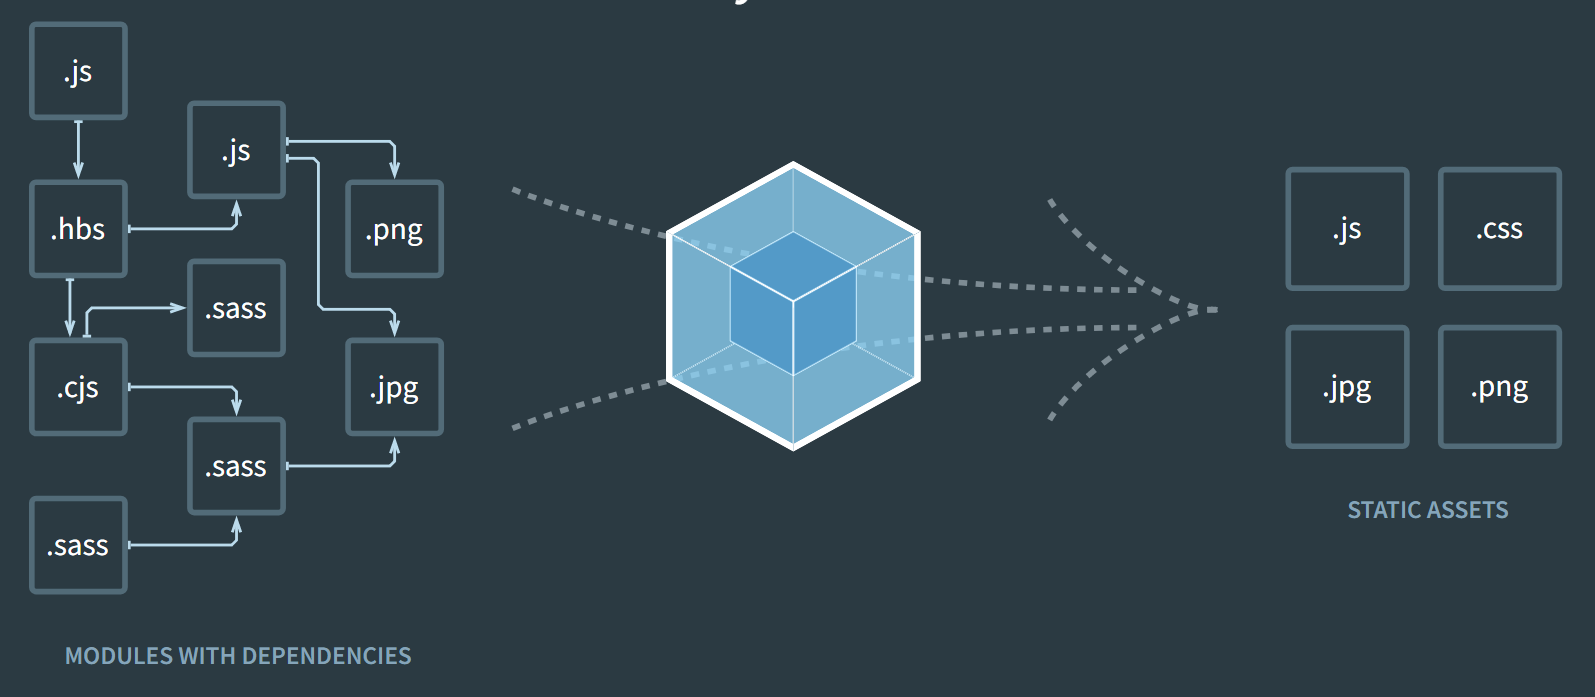 .js
.js
.hbs
.png
.sass
.cjs
.jpg
.sass
.sass
MODULES WITH DEPENDENCIES
.js
.css
.jpg
.png
STATIC ASSETS